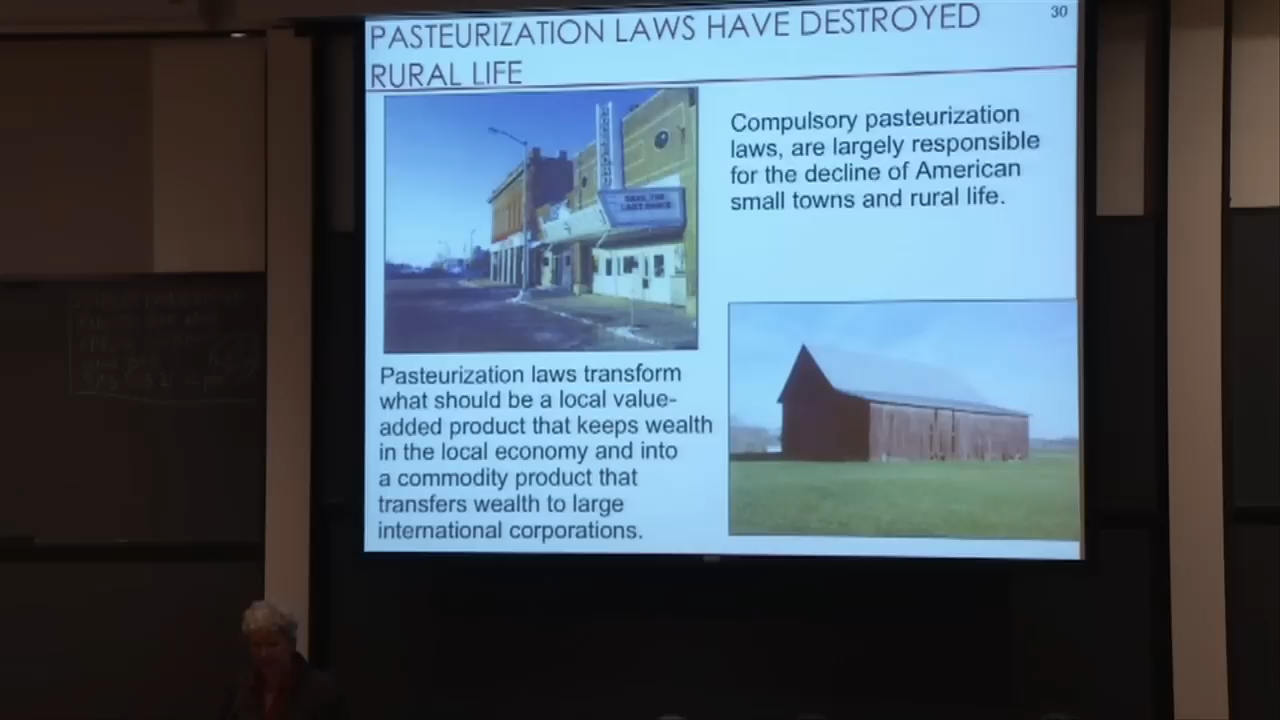 PASTEURIZATION LAWS HAVE DESTROYED
RURAL LIFE
30
Compulsory pasteurization
laws, are largely responsible
for the decline of American
small towns and rural life.
Pasteurization laws transform
what should be a local value-
added product that keeps wealth
in the local economy and into
a commodity product that
transfers wealth to large
international corporations.